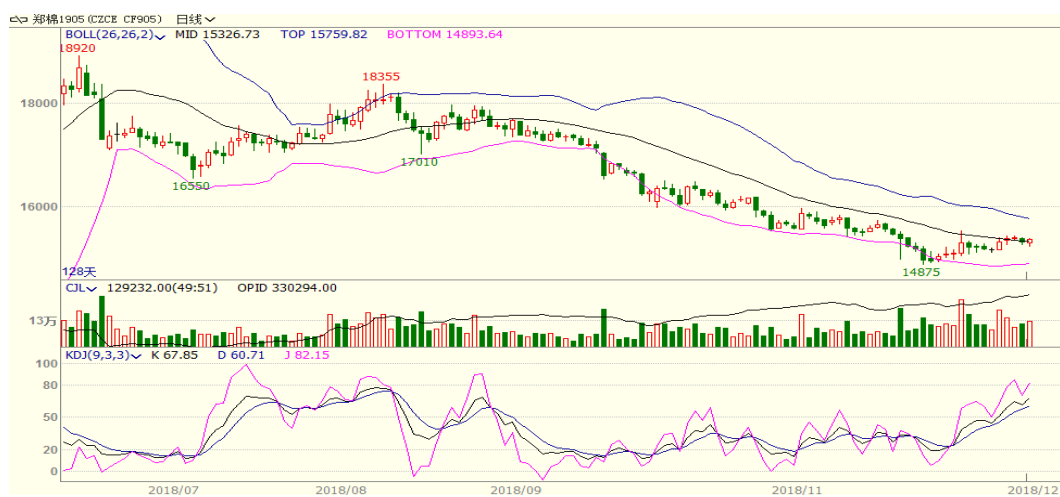 郑棉1905(CZCE CF905) 日线
BOLL(26,26,2) MID 15326.73 TOP 15759.82 BOTTOM 14893.64
18920
18355
18000
17010
16550
16000
14875
128天
CJL 129232.00(49:51) OPID 330294.00
13万
KDJ(9,3,3) K 67.85 D 60.71 J 82.15
100
80
50
20
0
2018/07 2018/08 2018/09 2018/11 2018/12